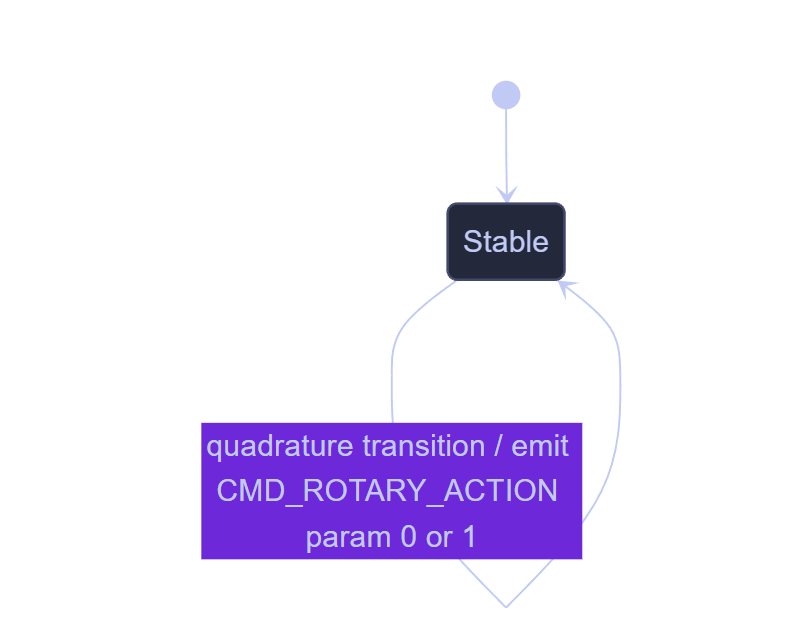 Stable
quadrature transition / emit
CMD_ROTARY_ACTION
param 0 or 1